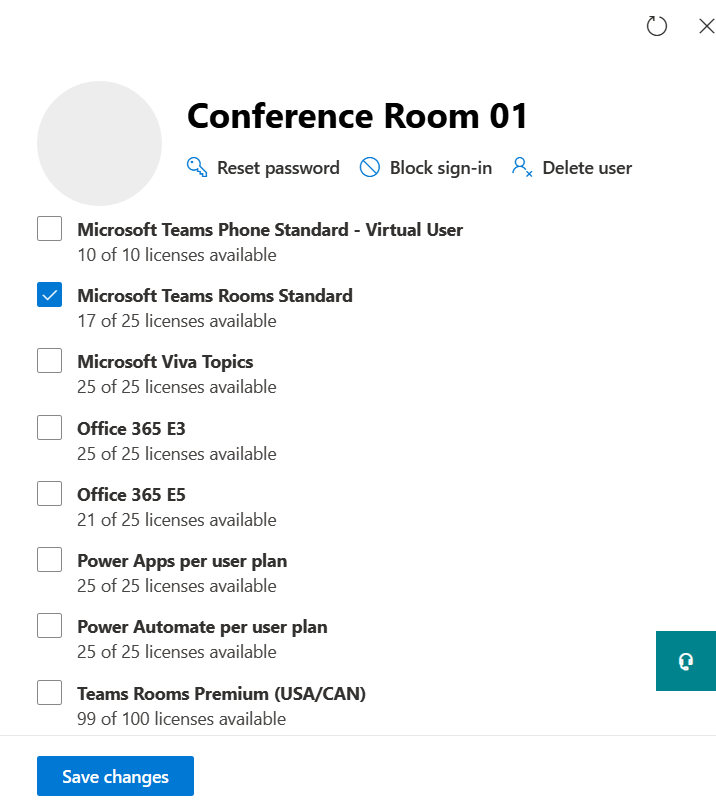 Conference Room 01
Reset password Block sign-in Delete user
Microsoft Teams Phone Standard - Virtual User
10 of 10 licenses available
Microsoft Teams Rooms Standard
17 of 25 licenses available
Microsoft Viva Topics
25 of 25 licenses available
Office 365 E3
25 of 25 licenses available
Office 365 E5
21 of 25 licenses available
Power Apps per user plan
25 of 25 licenses available
Power Automate per user plan
25 of 25 licenses available
Teams Rooms Premium (USA/CAN)
99 of 100 licenses available
Save changes